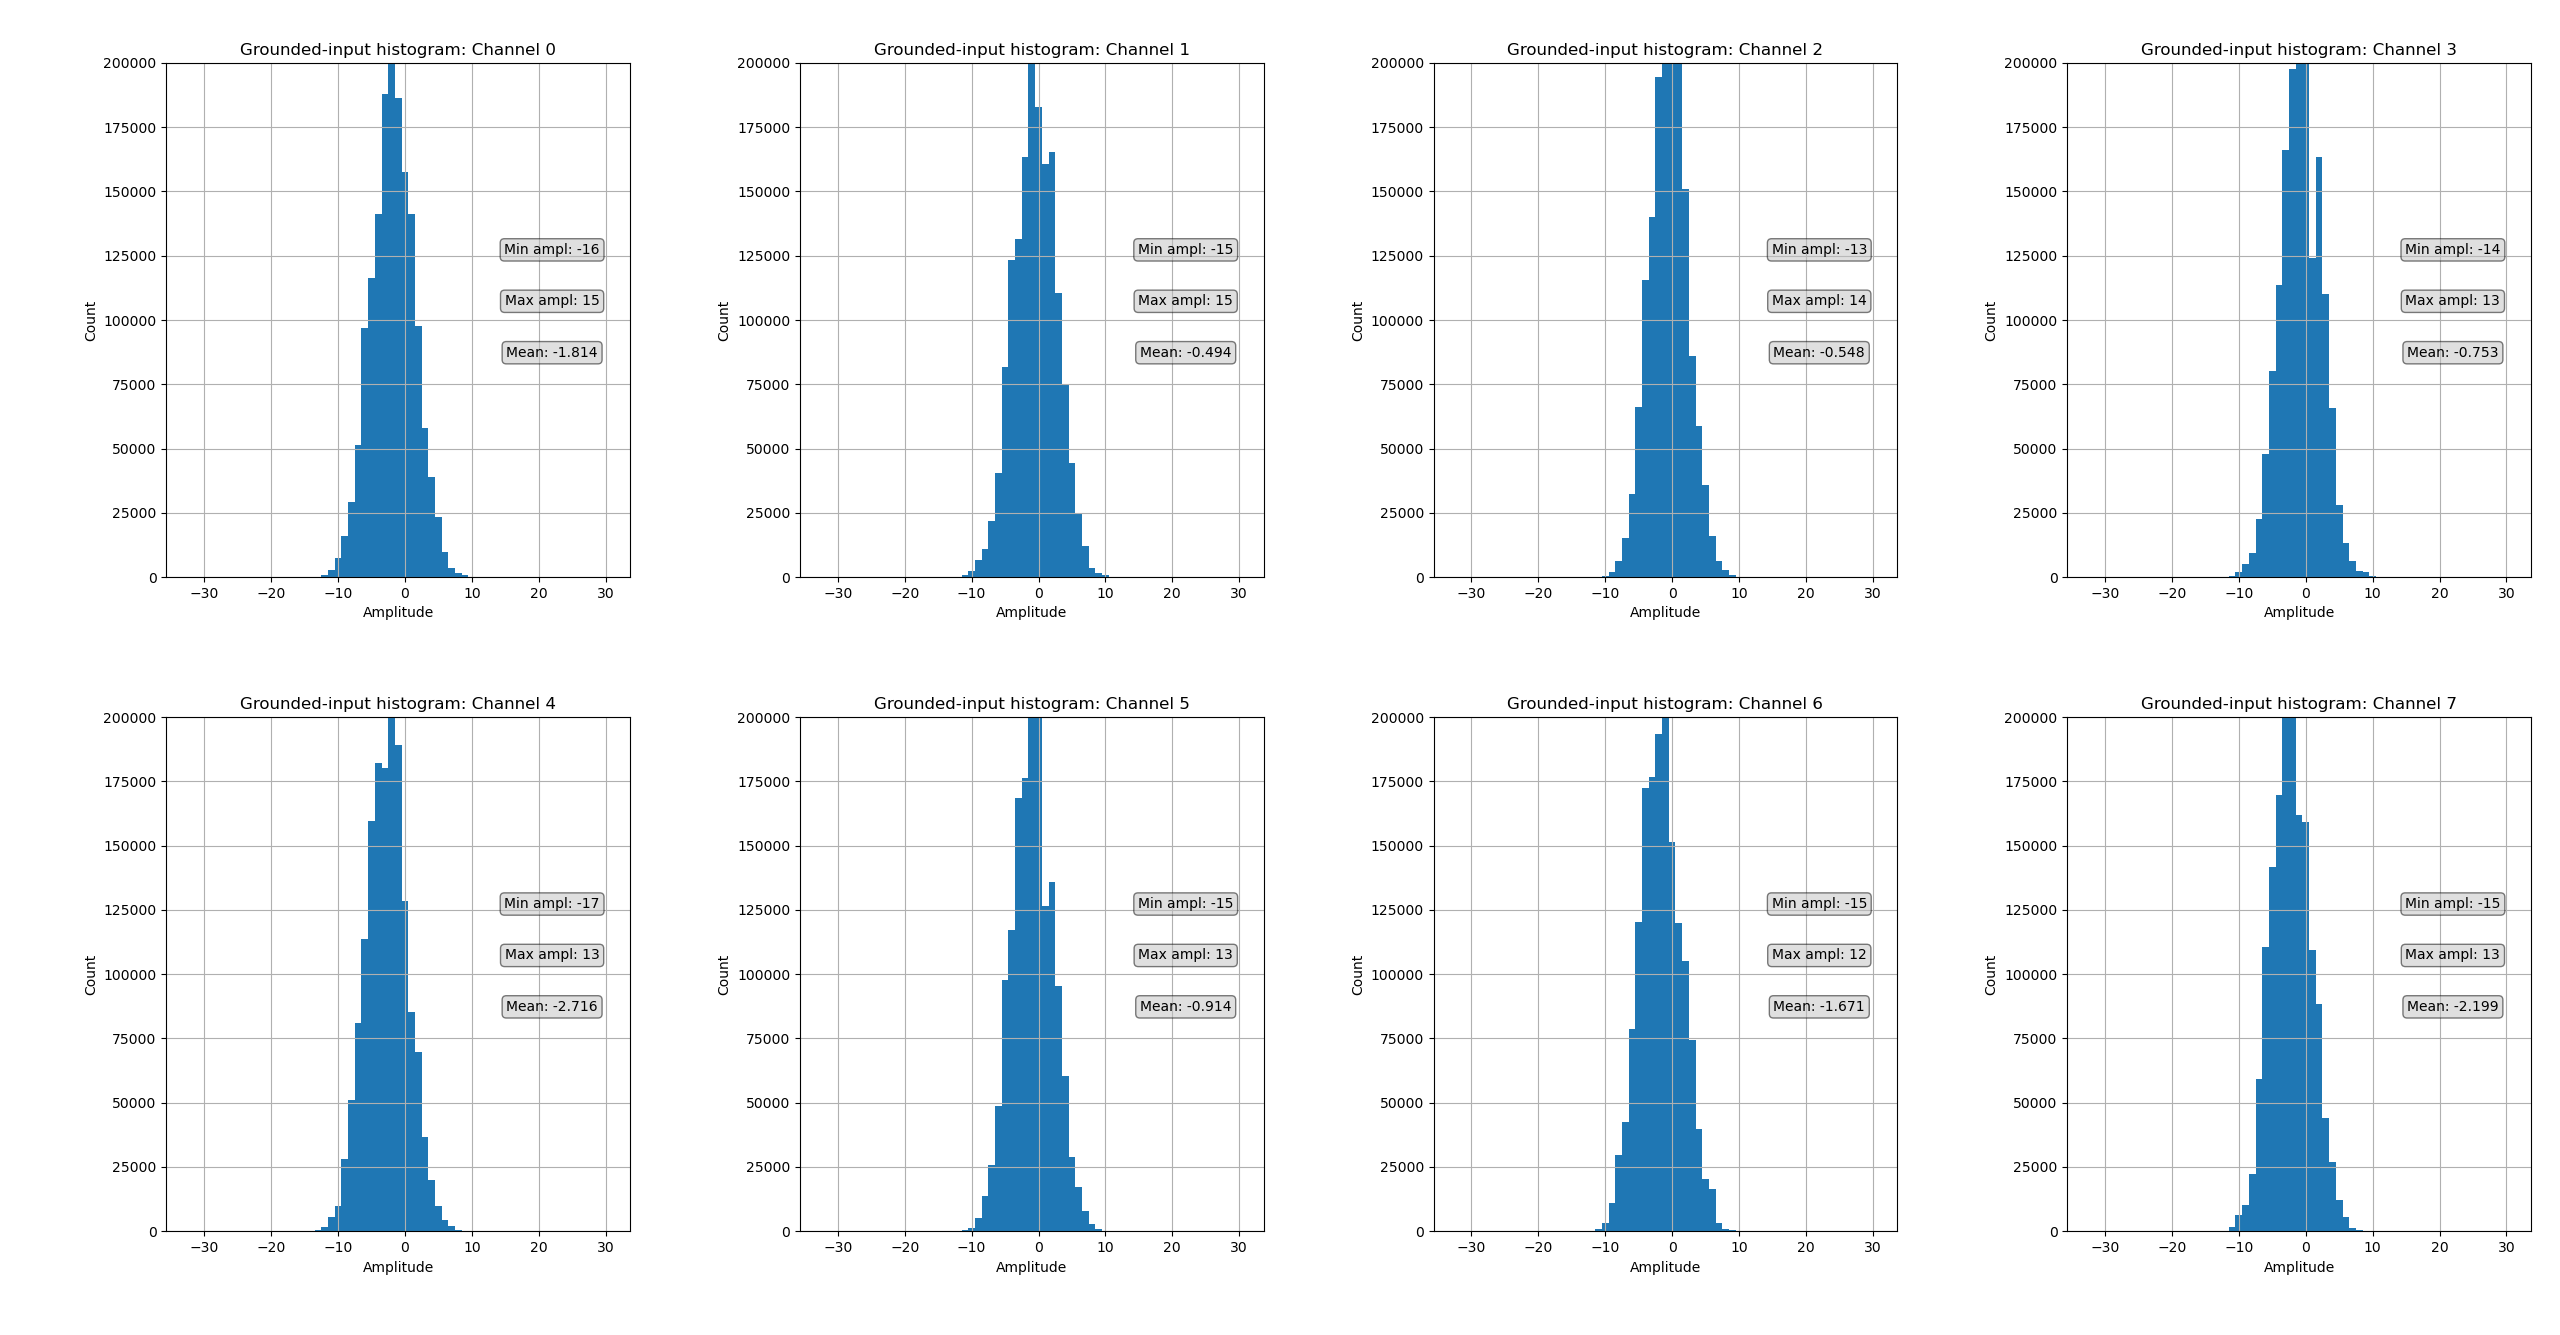 Grounded-input histogram: Channel 0
200000
175000
150000
125000
100000
75000
50000
25000
0
Count
−30 −20 −10 0 10 20 30
Amplitude
Min ampl: -16
Max ampl: 15
Mean: -1.814
Grounded-input histogram: Channel 1
200000
175000
150000
125000
100000
75000
50000
25000
0
Count
−30 −20 −10 0 10 20 30
Amplitude
Min ampl: -15
Max ampl: 15
Mean: -0.494
Grounded-input histogram: Channel 2
200000
175000
150000
125000
100000
75000
50000
25000
0
Count
−30 −20 −10 0 10 20 30
Amplitude
Min ampl: -13
Max ampl: 14
Mean: -0.548
Grounded-input histogram: Channel 3
200000
175000
150000
125000
100000
75000
50000
25000
0
Count
−30 −20 −10 0 10 20 30
Amplitude
Min ampl: -14
Max ampl: 13
Mean: -0.753
Grounded-input histogram: Channel 4
200000
175000
150000
125000
100000
75000
50000
25000
0
Count
−30 −20 −10 0 10 20 30
Amplitude
Min ampl: -17
Max ampl: 13
Mean: -2.716
Grounded-input histogram: Channel 5
200000
175000
150000
125000
100000
75000
50000
25000
0
Count
−30 −20 −10 0 10 20 30
Amplitude
Min ampl: -15
Max ampl: 13
Mean: -0.914
Grounded-input histogram: Channel 6
200000
175000
150000
125000
100000
75000
50000
25000
0
Count
−30 −20 −10 0 10 20 30
Amplitude
Min ampl: -15
Max ampl: 12
Mean: -1.671
Grounded-input histogram: Channel 7
200000
175000
150000
125000
100000
75000
50000
25000
0
Count
−30 −20 −10 0 10 20 30
Amplitude
Min ampl: -15
Max ampl: 13
Mean: -2.199